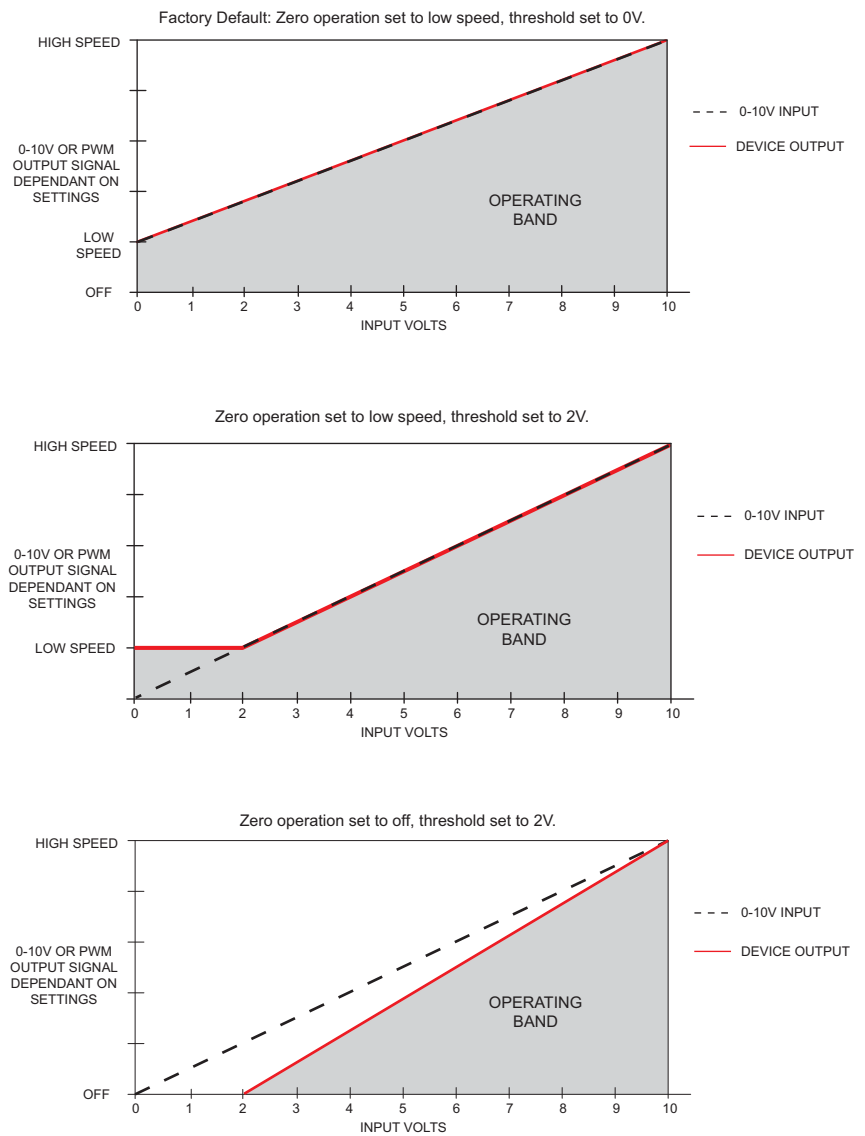 Factory Default: Zero operation set to low speed, threshold set to 0V.
HIGH SPEED
0-10V OR PWM
OUTPUT SIGNAL
DEPENDANT ON
SETTINGS
LOW
SPEED
OFF
OPERATING
BAND
0-10V INPUT
DEVICE OUTPUT
0 1 2 3 4 5 6 7 8 9 10
INPUT VOLTS
Zero operation set to low speed, threshold set to 2V.
HIGH SPEED
0-10V OR PWM
OUTPUT SIGNAL
DEPENDANT ON
SETTINGS
LOW SPEED
OPERATING
BAND
0-10V INPUT
DEVICE OUTPUT
0 1 2 3 4 5 6 7 8 9 10
INPUT VOLTS
Zero operation set to off, threshold set to 2V.
HIGH SPEED
0-10V OR PWM
OUTPUT SIGNAL
DEPENDANT ON
SETTINGS
OFF
OPERATING
BAND
0-10V INPUT
DEVICE OUTPUT
0 1 2 3 4 5 6 7 8 9 10
INPUT VOLTS